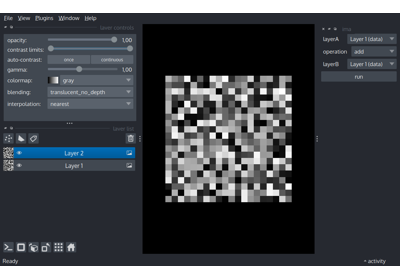 File View Plugins Window Help
layer controls
opacity: 1,00
contrast limits:
auto-contrast: once continuous
gamma: 1,00
colormap: gray
blending: translucent_no_depth
interpolation: nearest
layer list
Layer 2
Layer 1
layerA Layer 1 (data)
operation add
layerB Layer 1 (data)
run
Ready
activity